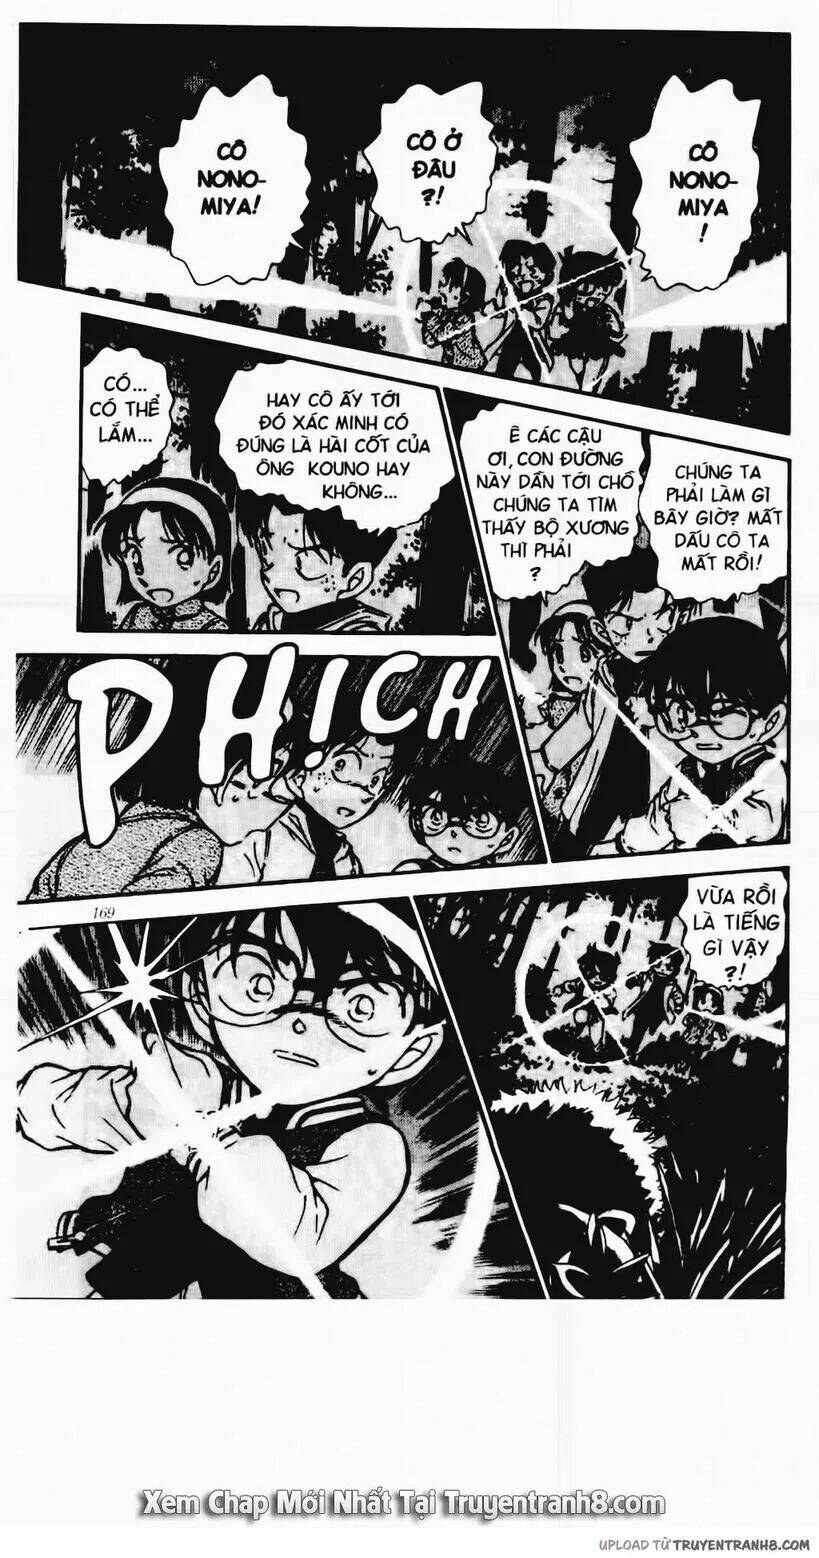 CÔ
NONO-
MIYA
!
CÔ Ở
ĐÂU
?!
CÔ
NONO-
MIYA!
CHÚNG TA
PHẢI LÀM GÌ
BÂY GIỜ? MẤT
DẤU CÔ TA
MẤT RỒI!
Ê CÁC CẬU
ƠI, CON ĐƯỜNG
NÀY DẪN TỚI CHỖ
CHÚNG TA TÌM
THẤY BỘ XƯƠNG
THÌ PHẢI
?
HAY CÔ ẤY TỚI
ĐÓ XÁC MINH CÓ
ĐÚNG LÀ HÀI CỐT CỦA
ÔNG KOUNO HAY
KHÔNG...
CÓ...
CÓ THỂ
LẮM...
PHỊCH
VỪA RỒI
LÀ TIẾNG
GÌ VẬY
?!
169
Xem Chap Mới Nhất Tại Truyentranh8.com
UPLOAD TỪ TRUYENTRANH8.COM